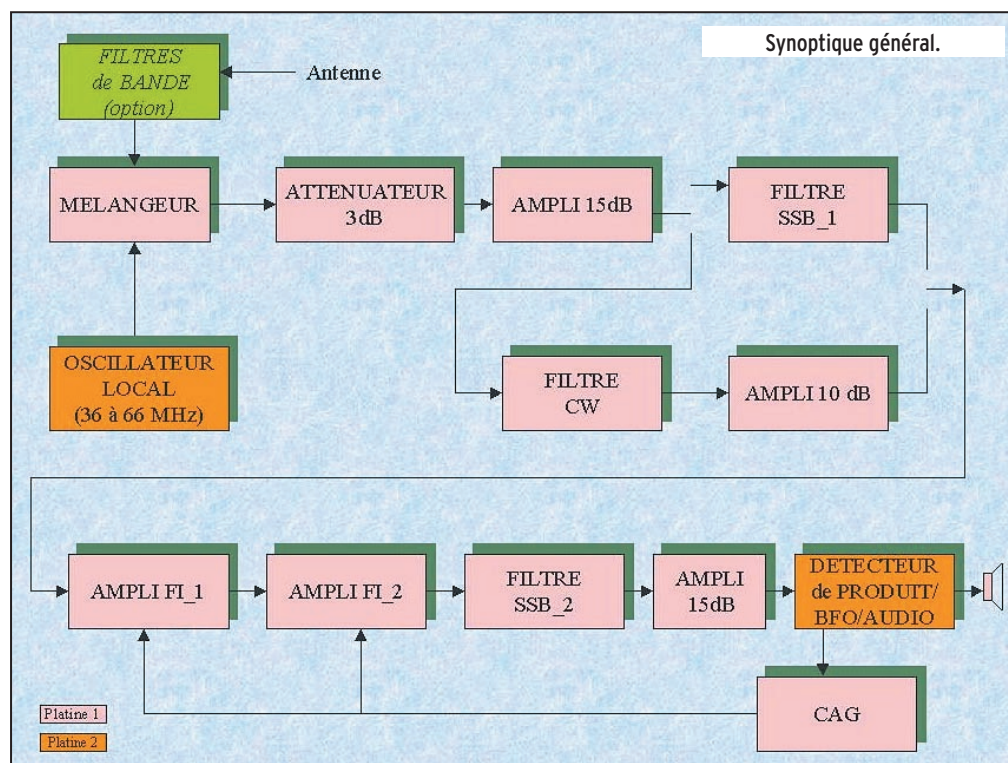 Synoptique général.
FILTRES
de BANDE
(option)
Antenne
MELANGEUR
ATTENUATEUR
3dB
AMPLI 15dB
FILTRE
SSB_1
OSCILLATEUR
LOCAL
(36 à 66 MHz)
FILTRE
CW
AMPLI 10 dB
AMPLI FI_1
AMPLI FI_2
FILTRE
SSB_2
AMPLI
15dB
DETECTEUR
de PRODUIT/
BFO/AUDIO
CAG
Platine 1
Platine 2